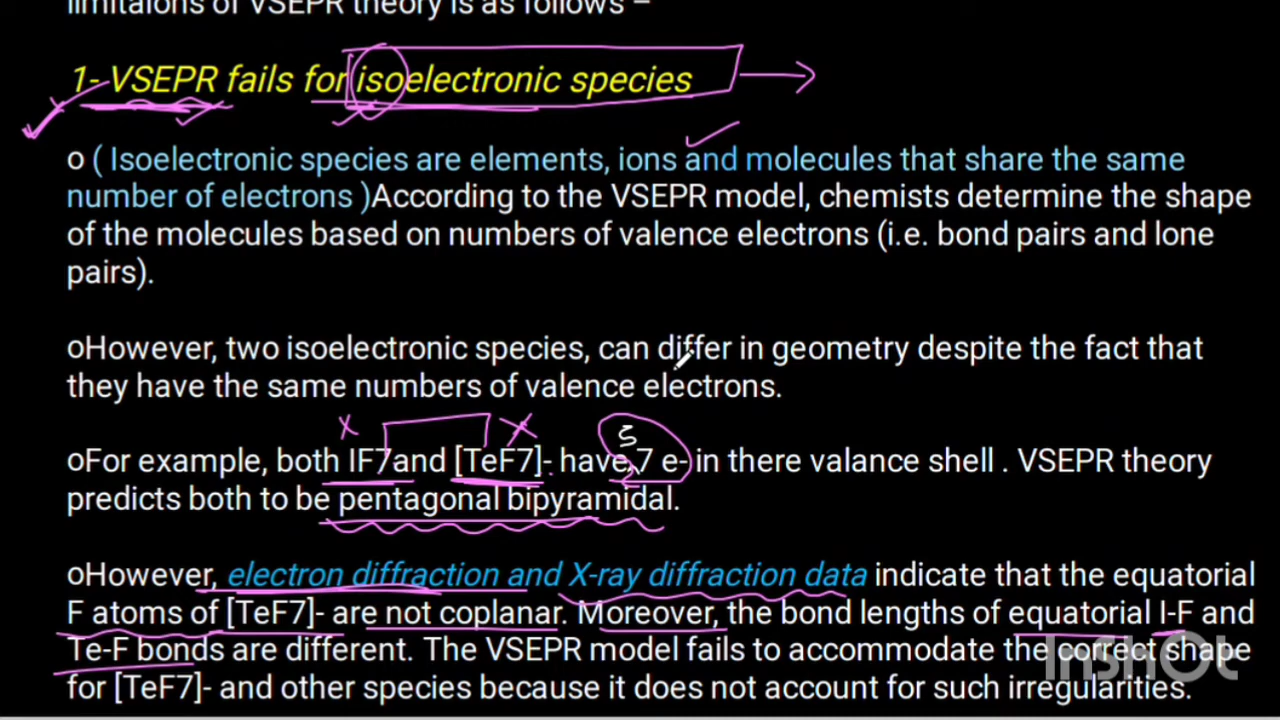 limitaions of VSEPR theory is as follows –
1- VSEPR fails for isoelectronic species
o ( Isoelectronic species are elements, ions and molecules that share the same
number of electrons )According to the VSEPR model, chemists determine the shape
of the molecules based on numbers of valence electrons (i.e. bond pairs and lone
pairs).
oHowever, two isoelectronic species, can differ in geometry despite the fact that
they have the same numbers of valence electrons.
5
oFor example, both IF7and [TeF7]- have,7 e- in there valance shell . VSEPR theory
predicts both to be pentagonal bipyramidal.
oHowever, electron diffraction and X-ray diffraction data indicate that the equatorial
F atoms of [TeF7]- are not coplanar. Moreover, the bond lengths of equatorial I-F and
Te-F bonds are different. The VSEPR model fails to accommodate the correct shape
for [TeF7]- and other species because it does not account for such irregularities.
InShOt